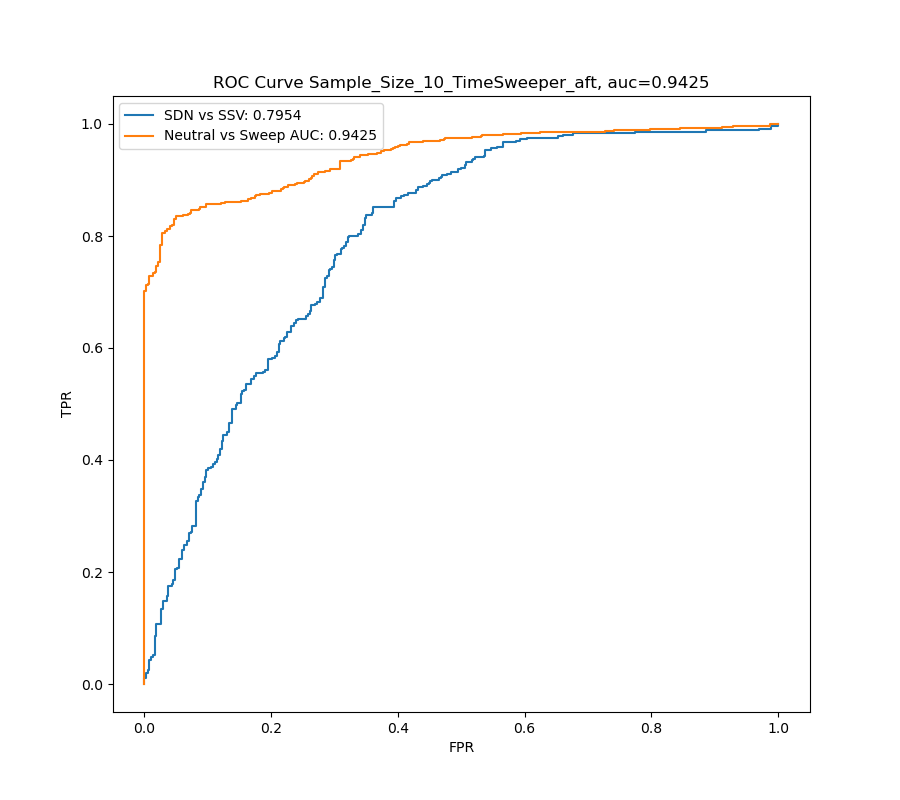 ROC Curve Sample_Size_10_TimeSweeper_aft, auc=0.9425
SDN vs SSV: 0.7954
Neutral vs Sweep AUC: 0.9425
1.0
0.8
0.6
0.4
0.2
0.0
TPR
0.0 0.2 0.4 0.6 0.8 1.0
FPR